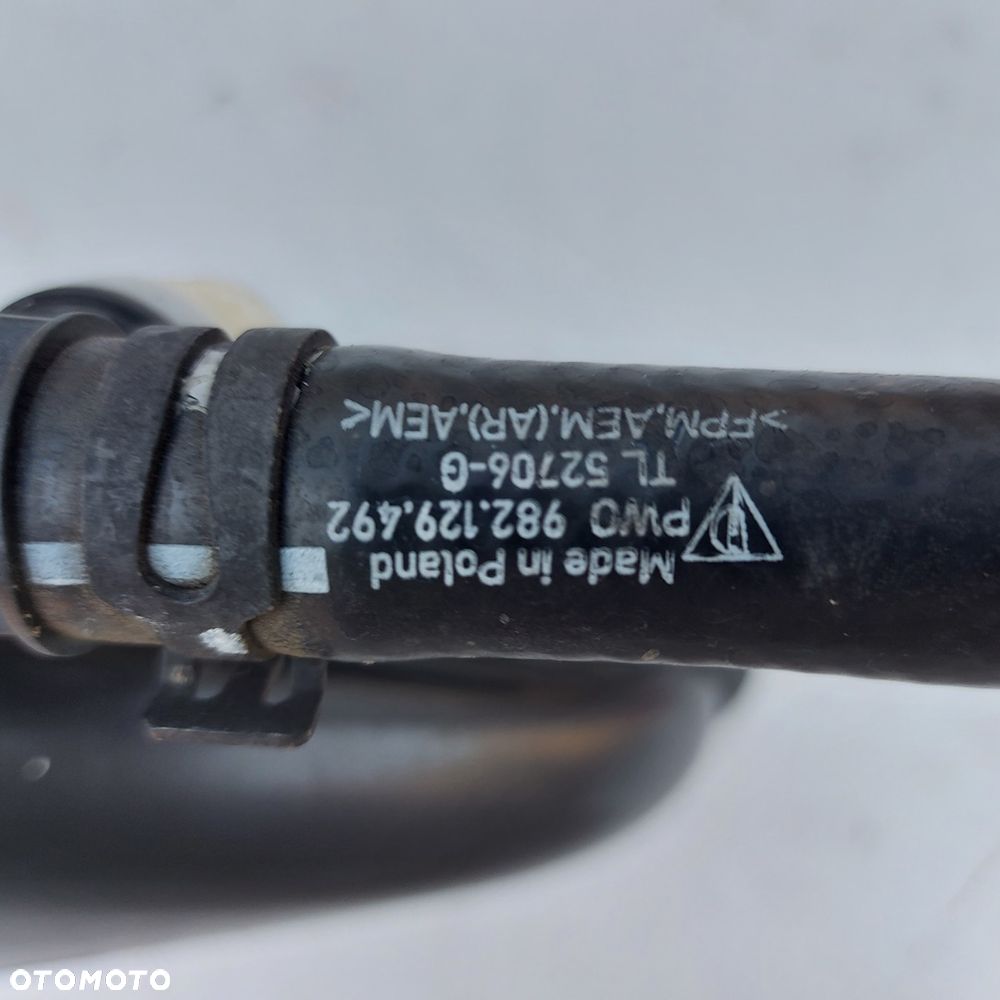 Made in Poland
PWO 982.129.492
TL 52706-G
>FPM,AEM,(AR),AEM<
OTOMOTO